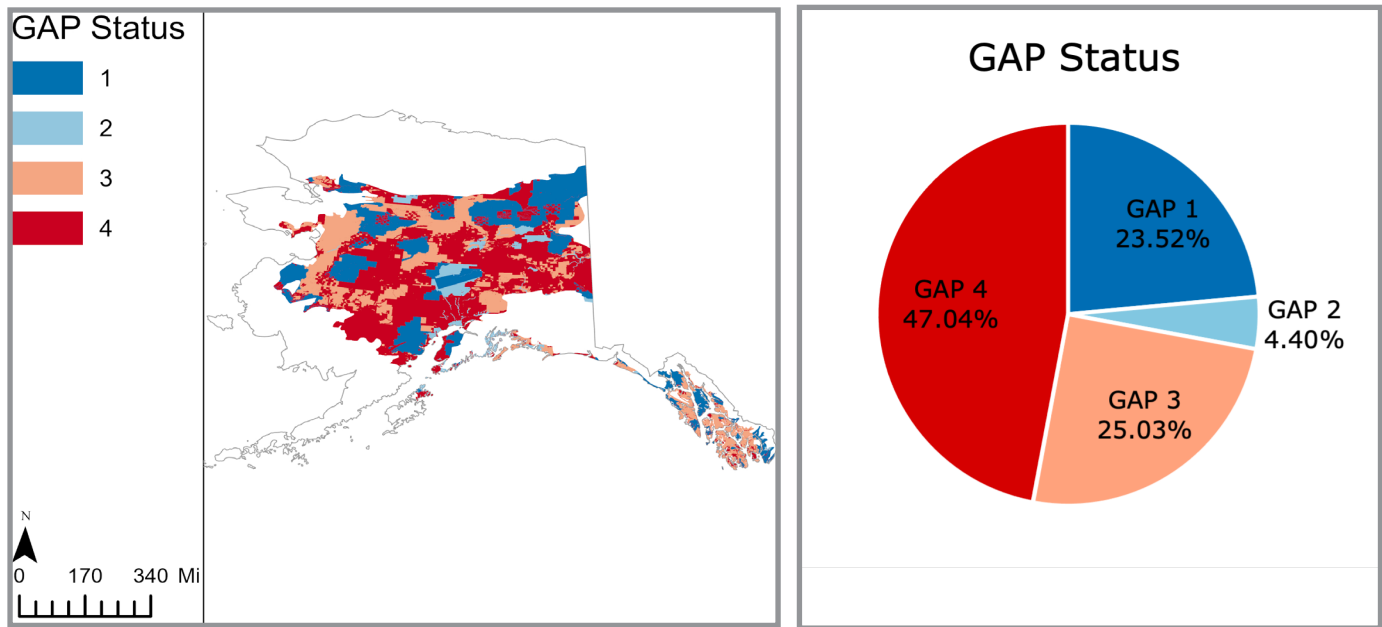 GAP Status
1
2
3
4
N
0 170 340 Mi
GAP Status
GAP 1
23.52%
GAP 2
4.40%
GAP 3
25.03%
GAP 4
47.04%